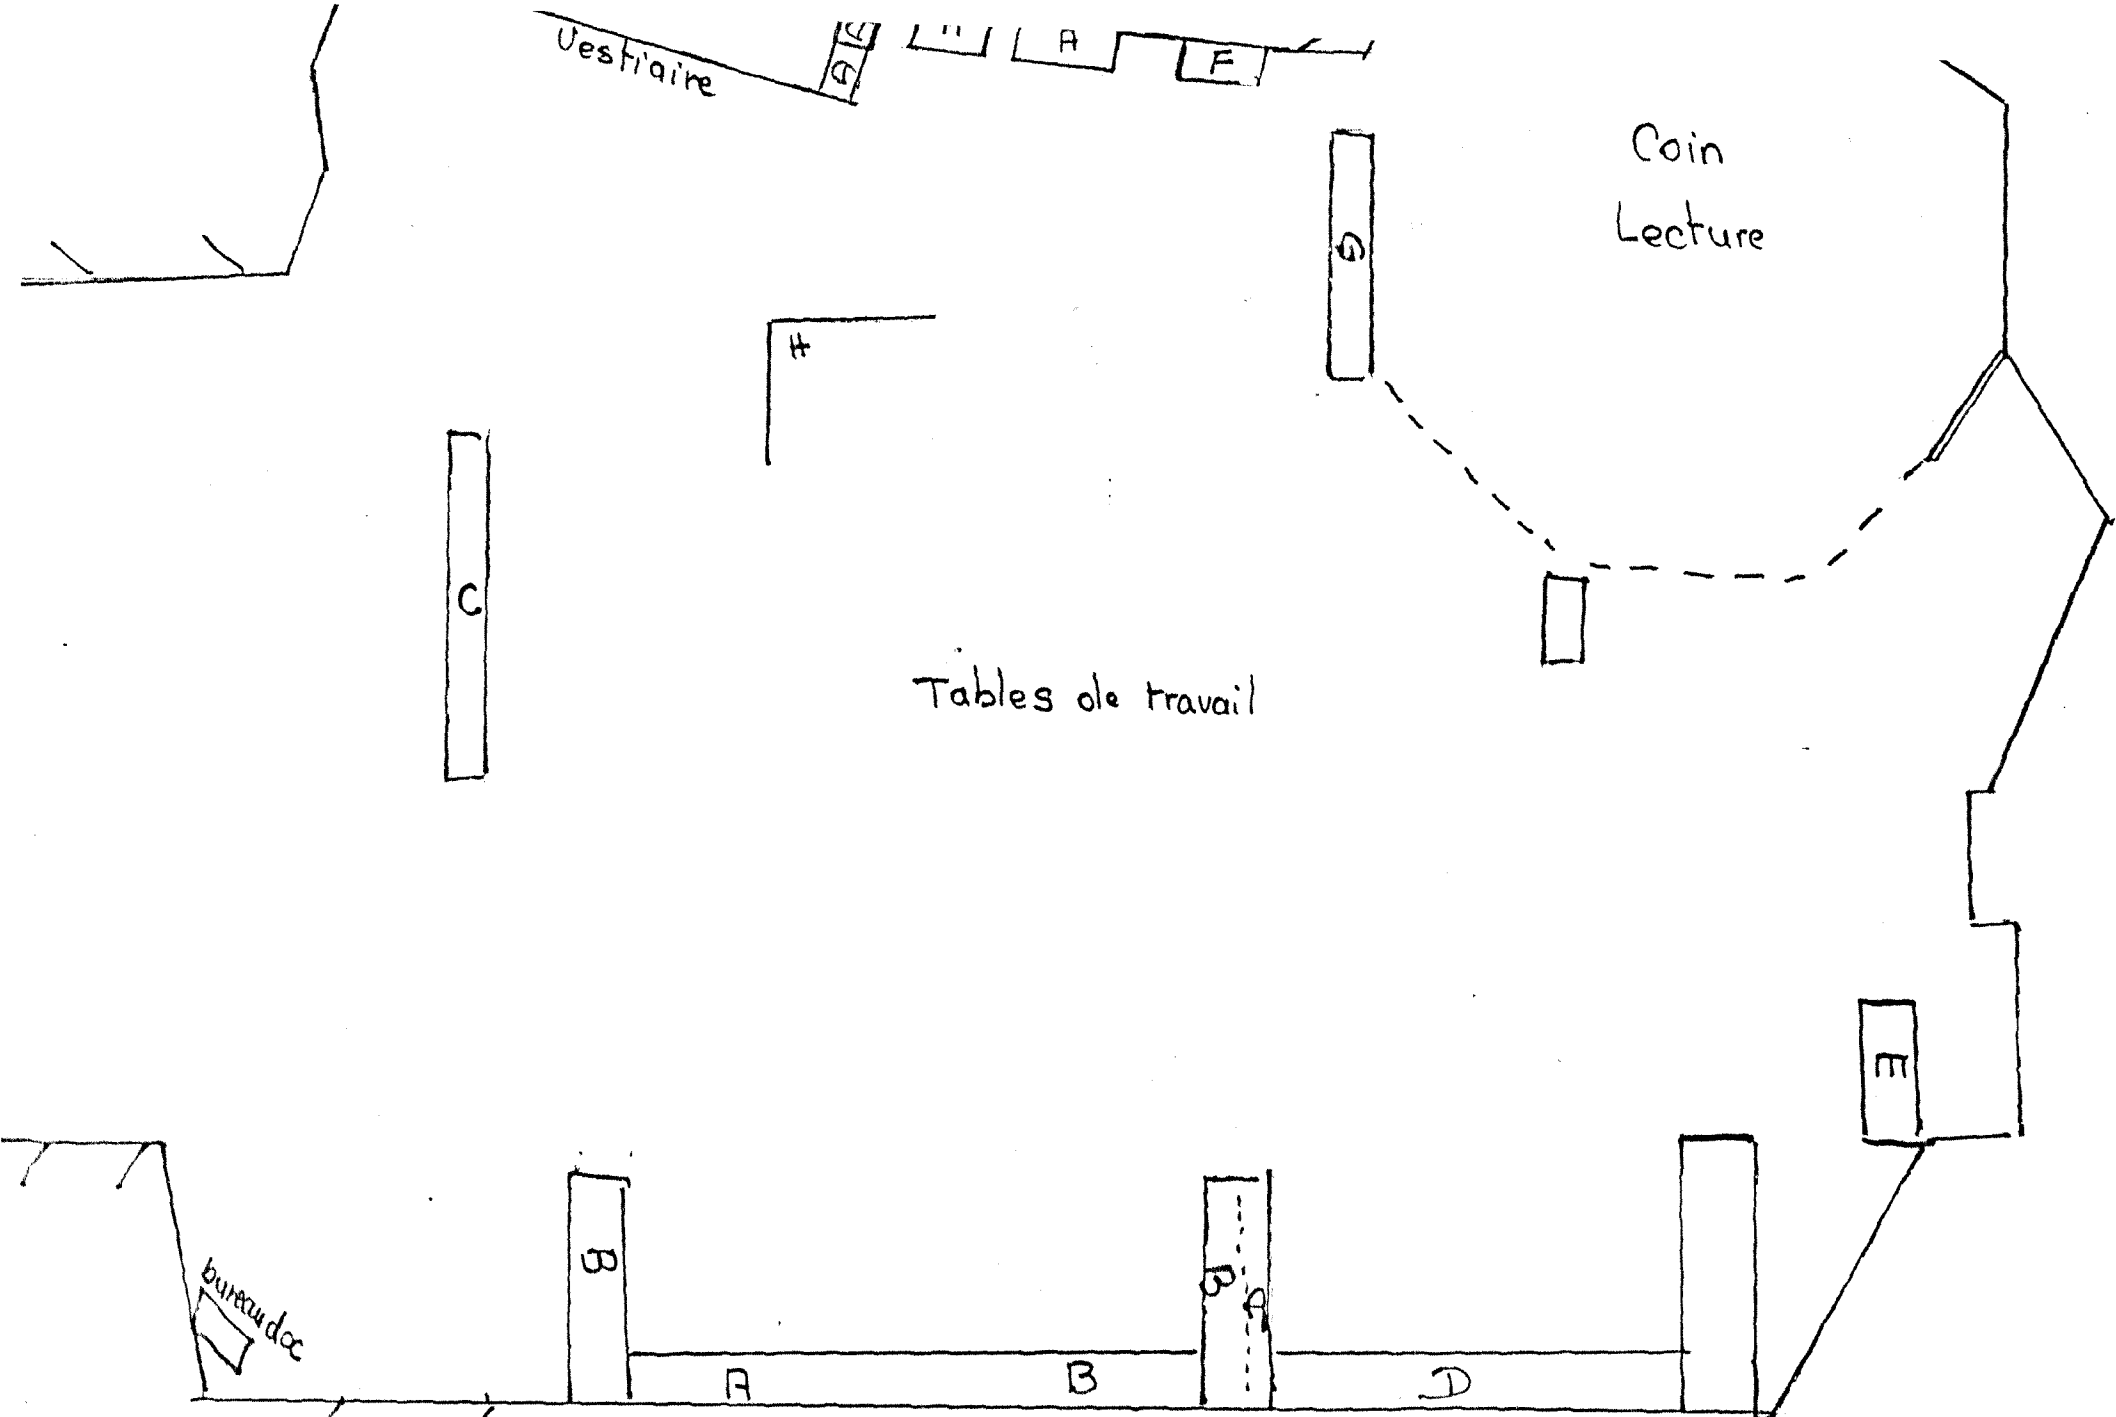 Vestiaire
A
F
Coin
Lecture
G
H
C
Tables de travail
E
B
B
bureau doc
A
B
D